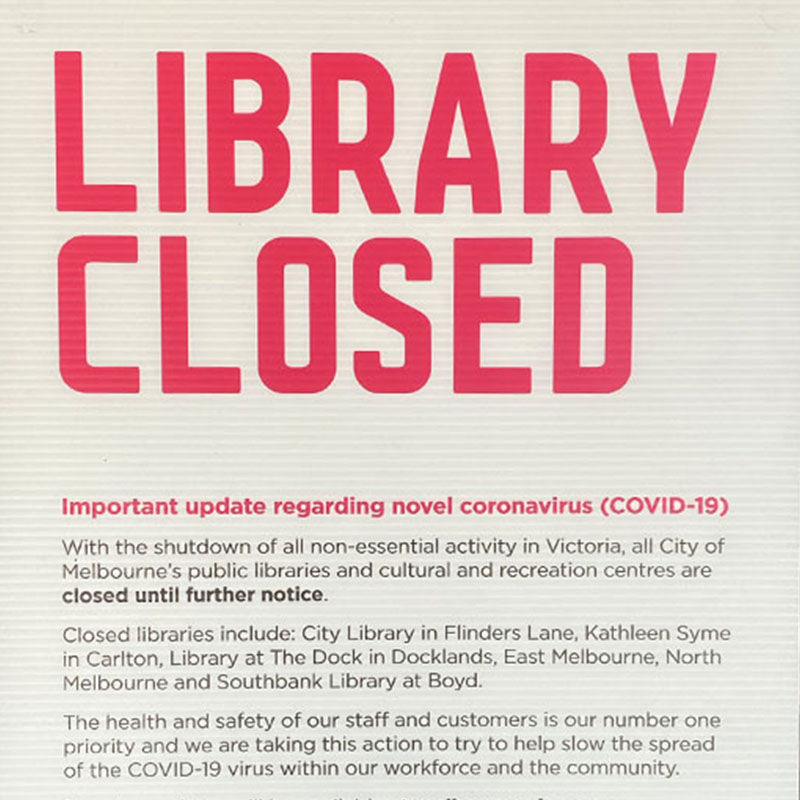 LIBRARY
CLOSED
Important update regarding novel coronavirus (COVID-19)
With the shutdown of all non-essential activity in Victoria, all City of
Melbourne's public libraries and cultural and recreation centres are
closed until further notice.
Closed libraries include: City Library in Flinders Lane, Kathleen Syme
in Carlton, Library at The Dock in Docklands, East Melbourne, North
Melbourne and Southbank Library at Boyd.
The health and safety of our staff and customers is our number one
priority and we are taking this action to try to help slow the spread
of the COVID-19 virus within our workforce and the community.